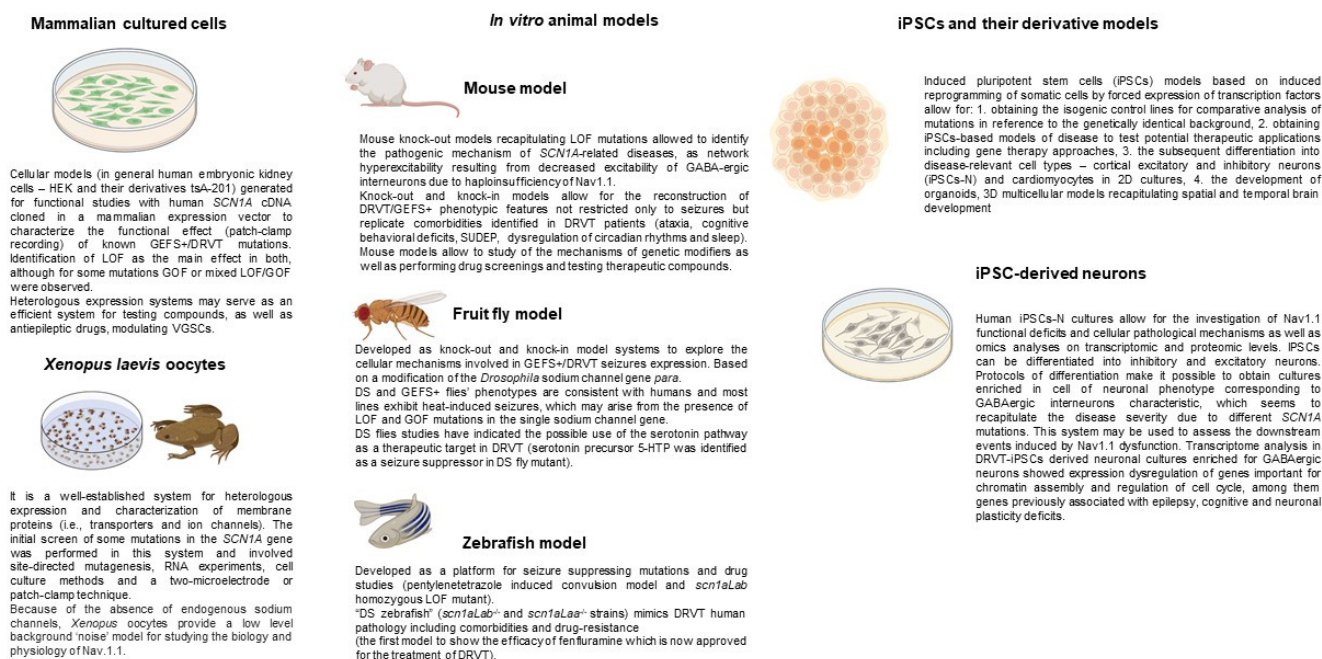 Mammalian cultured cells
Cellular models (in general human embryonic kidney
cells – HEK and their derivatives tsA-201) generated
for functional studies with human SCN1A cDNA
cloned in a mammalian expression vector to
characterize the functional effect (patch-clamp
recording) of known GEFS+/DRVT mutations.
Identification of LOF as the main effect in both,
although for some mutations GOF or mixed LOF/GOF
were observed.
Heterologous expression systems may serve as an
efficient system for testing compounds, as well as
antiepileptic drugs, modulating VGSCs.
Xenopus laevis oocytes
It is a well-established system for heterologous
expression and characterization of membrane
proteins (i.e., transporters and ion channels). The
initial screen of some mutations in the SCN1A gene
was performed in this system and involved
site-directed mutagenesis, RNA experiments, cell
culture methods and a two-microelectrode or
patch-clamp technique.
Because of the absence of endogenous sodium
channels, Xenopus oocytes provide a low level
background ‘noise’ model for studying the biology and
physiology of Nav.1.1.
In vitro animal models
Mouse model
Mouse knock-out models recapitulating LOF mutations allowed to identify
the pathogenic mechanism of SCN1A-related diseases, as network
hyperexcitability resulting from decreased excitability of GABA-ergic
interneurons due to haploinsufficiency of Nav1.1.
Knock-out and knock-in models allow for the reconstruction of
DRVT/GEFS+ phenotypic features not restricted only to seizures but
replicate comorbidities identified in DRVT patients (ataxia, cognitive
behavioral deficits, SUDEP, dysregulation of circadian rhythms and sleep).
Mouse models allow to study of the mechanisms of genetic modifiers as
well as performing drug screenings and testing therapeutic compounds.
Fruit fly model
Developed as knock-out and knock-in model systems to explore the
cellular mechanisms involved in GEFS+/DRVT seizures expression. Based
on a modification of the Drosophila sodium channel gene para.
DS and GEFS+ flies’ phenotypes are consistent with humans and most
lines exhibit heat-induced seizures, which may arise from the presence of
LOF and GOF mutations in the single sodium channel gene.
DS flies studies have indicated the possible use of the serotonin pathway
as a therapeutic target in DRVT (serotonin precursor 5-HTP was identified
as a seizure suppressor in DS fly mutant).
Zebrafish model
Developed as a platform for seizure suppressing mutations and drug
studies (pentylenetetrazole induced convulsion model and scn1aLab
homozygous LOF mutant).
“DS zebrafish” (scn1aLab-/- and scn1aLaa-/- strains) mimics DRVT human
pathology including comorbidities and drug-resistance
(the first model to show the efficacy of fenfluramine which is now approved
for the treatment of DRVT).
iPSCs and their derivative models
Induced pluripotent stem cells (iPSCs) models based on induced
reprogramming of somatic cells by forced expression of transcription factors
allow for: 1. obtaining the isogenic control lines for comparative analysis of
mutations in reference to the genetically identical background, 2. obtaining
iPSCs-based models of disease to test potential therapeutic applications
including gene therapy approaches, 3. the subsequent differentiation into
disease-relevant cell types – cortical excitatory and inhibitory neurons
(iPSCs-N) and cardiomyocytes in 2D cultures, 4. the development of
organoids, 3D multicellular models recapitulating spatial and temporal brain
development
iPSC-derived neurons
Human iPSCs-N cultures allow for the investigation of Nav1.1
functional deficits and cellular pathological mechanisms as well as
omics analyses on transcriptomic and proteomic levels. IPSCs
can be differentiated into inhibitory and excitatory neurons.
Protocols of differentiation make it possible to obtain cultures
enriched in cell of neuronal phenotype corresponding to
GABAergic interneurons characteristic, which seems to
recapitulate the disease severity due to different SCN1A
mutations. This system may be used to assess the downstream
events induced by Nav1.1 dysfunction. Transcriptome analysis in
DRVT-iPSCs derived neuronal cultures enriched for GABAergic
neurons showed expression dysregulation of genes important for
chromatin assembly and regulation of cell cycle, among them
genes previously associated with epilepsy, cognitive and neuronal
plasticity deficits.